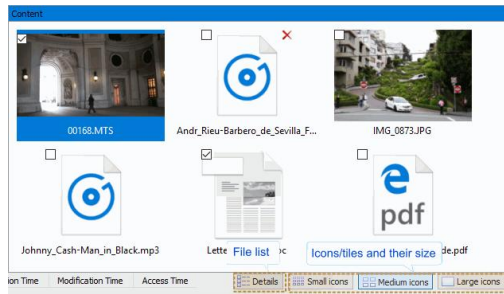 Content
00168.MTS
Andr_Rieu-Barbero_de_Sevilla_F...
IMG_0873.JPG
e
pdf
Johnny_Cash-Man_in_Black.mp3
Lette
oc
de.pdf
File list
Icons/tiles and their size
ion Time
Modification Time
Access Time
Details
Small icons
Medium icons
Large icons